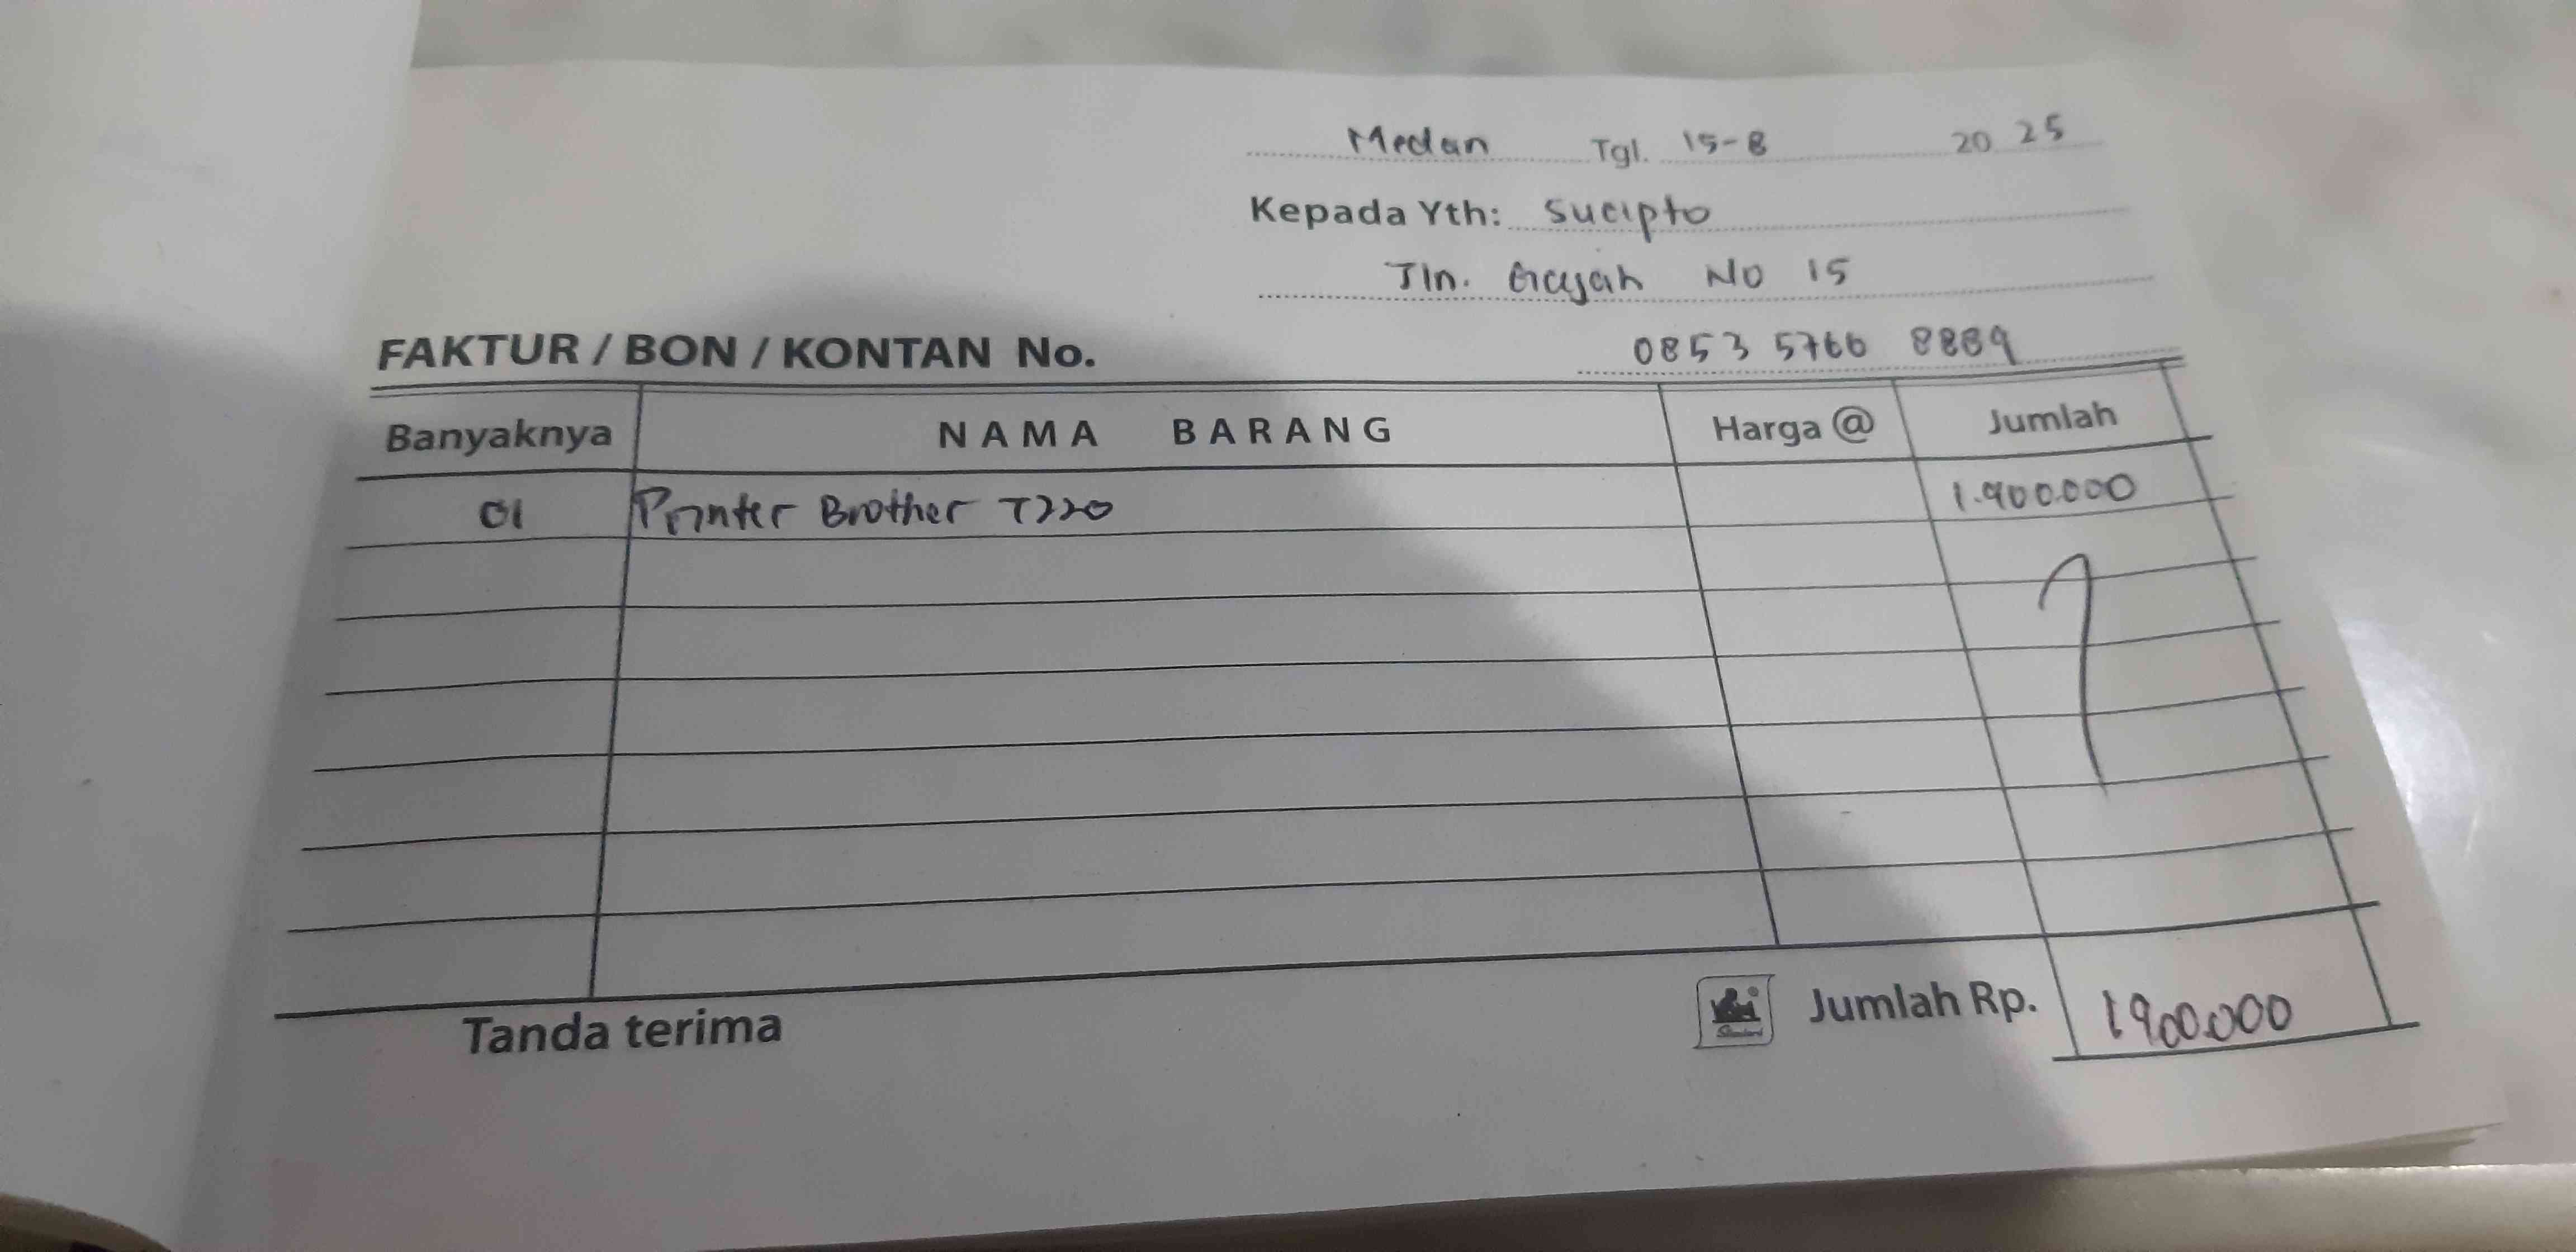 Medan Tgl. 15-8 20 25
Kepada Yth: Sucipto
Jln. Gajah No 15
FAKTUR / BON / KONTAN No. 0853 5766 8889
Banyaknya NAMA BARANG Harga @ Jumlah
01 Printer Brother T220 1.900.000
Tanda terima Jumlah Rp. 1900.000